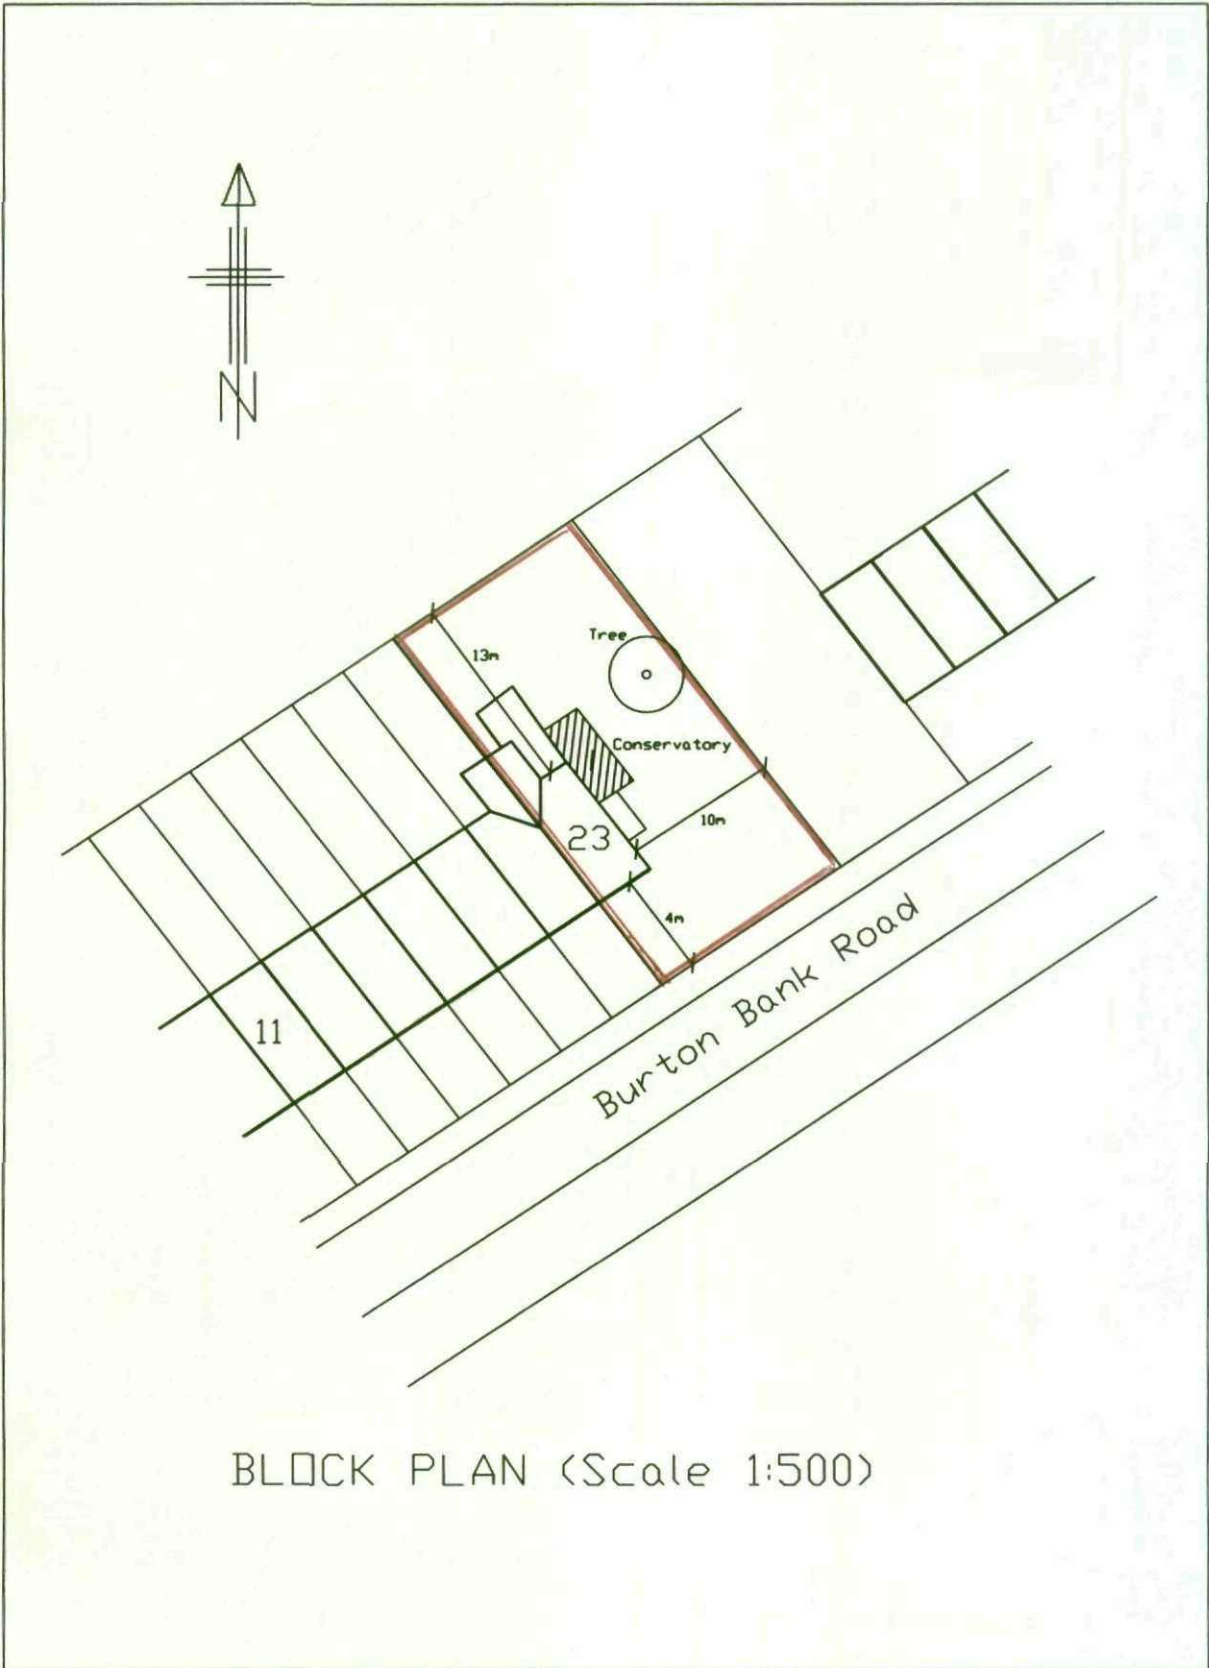 N
Tree
13m
Conservatory
10m
23
4m
11
Burton Bank Road
BLOCK PLAN (Scale 1:500)